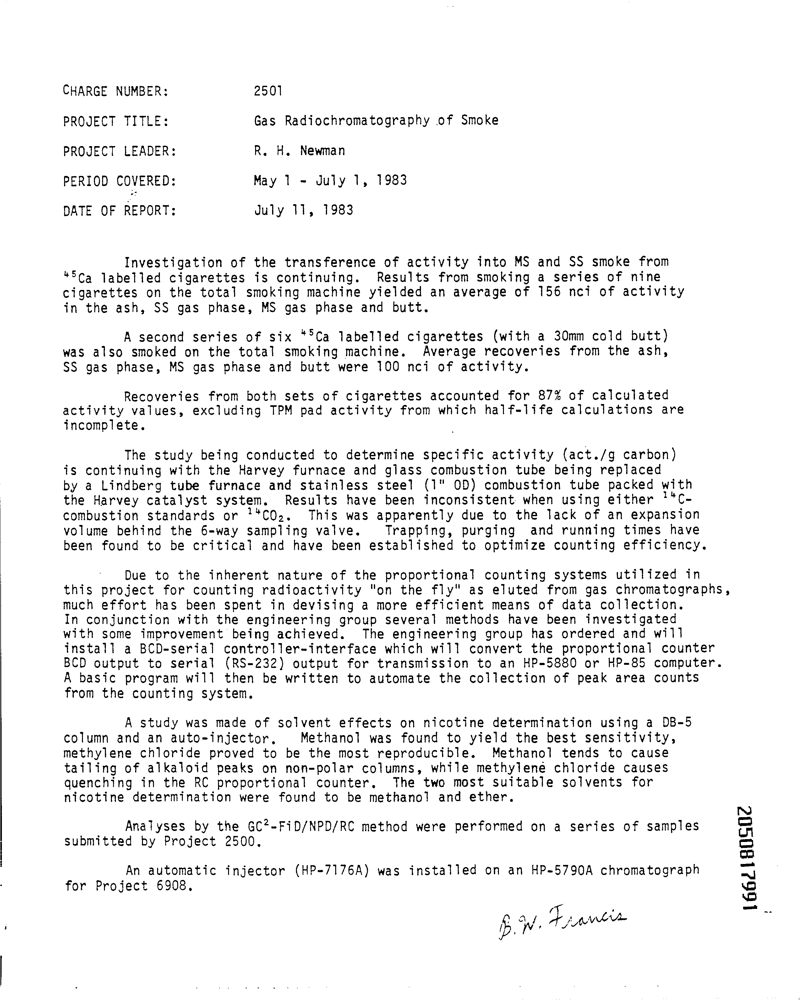 CHARGE NUMBER: 2501
PROJECT TITLE: Gas Radiochromatography of Smoke
PROJECT LEADER: R. H. Newman
PERIOD COVERED: May 1 - July 1, 1983
DATE OF REPORT: July 11, 1983
Investigation of the transference of activity into MS and SS smoke from
⁴⁵Ca labelled cigarettes is continuing. Results from smoking a series of nine
cigarettes on the total smoking machine yielded an average of 156 nci of activity
in the ash, SS gas phase, MS gas phase and butt.
A second series of six ⁴⁵Ca labelled cigarettes (with a 30mm cold butt)
was also smoked on the total smoking machine. Average recoveries from the ash,
SS gas phase, MS gas phase and butt were 100 nci of activity.
Recoveries from both sets of cigarettes accounted for 87% of calculated
activity values, excluding TPM pad activity from which half-life calculations are
incomplete.
The study being conducted to determine specific activity (act./g carbon)
is continuing with the Harvey furnace and glass combustion tube being replaced
by a Lindberg tube furnace and stainless steel (1" OD) combustion tube packed with
the Harvey catalyst system. Results have been inconsistent when using either ¹⁴C-
combustion standards or ¹⁴CO₂. This was apparently due to the lack of an expansion
volume behind the 6-way sampling valve. Trapping, purging and running times have
been found to be critical and have been established to optimize counting efficiency.
Due to the inherent nature of the proportional counting systems utilized in
this project for counting radioactivity "on the fly" as eluted from gas chromatographs,
much effort has been spent in devising a more efficient means of data collection.
In conjunction with the engineering group several methods have been investigated
with some improvement being achieved. The engineering group has ordered and will
install a BCD-serial controller-interface which will convert the proportional counter
BCD output to serial (RS-232) output for transmission to an HP-5880 or HP-85 computer.
A basic program will then be written to automate the collection of peak area counts
from the counting system.
A study was made of solvent effects on nicotine determination using a DB-5
column and an auto-injector. Methanol was found to yield the best sensitivity,
methylene chloride proved to be the most reproducible. Methanol tends to cause
tailing of alkaloid peaks on non-polar columns, while methylene chloride causes
quenching in the RC proportional counter. The two most suitable solvents for
nicotine determination were found to be methanol and ether.
Analyses by the GC²-FiD/NPD/RC method were performed on a series of samples
submitted by Project 2500.
An automatic injector (HP-7176A) was installed on an HP-5790A chromatograph
for Project 6908.
B. W. Francis
2050817991